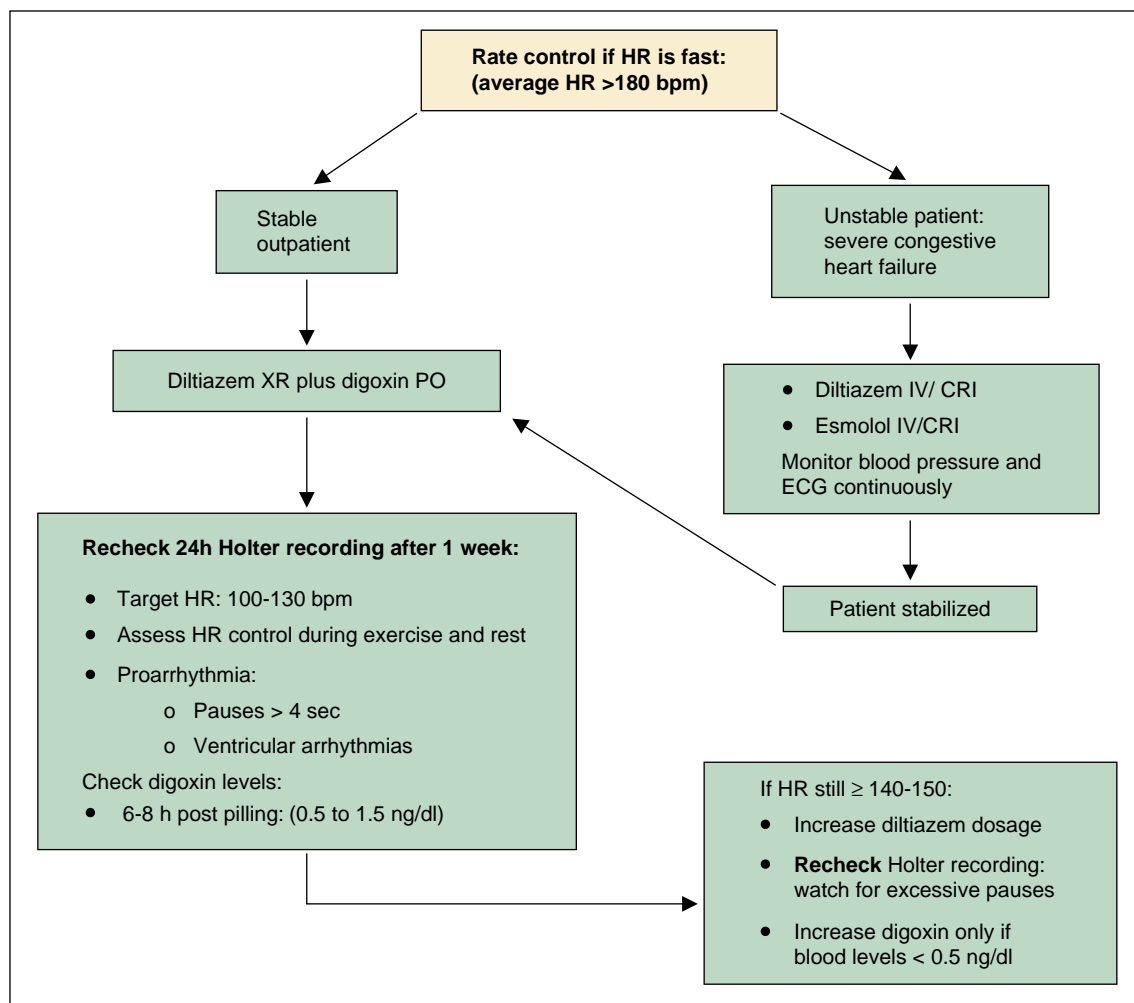 Rate control if HR is fast:
(average HR >180 bpm)
Stable
outpatient
Unstable patient:
severe congestive
heart failure
Diltiazem XR plus digoxin PO
• Diltiazem IV/ CRI
• Esmolol IV/CRI
Monitor blood pressure and
ECG continuously
Patient stabilized
Recheck 24h Holter recording after 1 week:
• Target HR: 100-130 bpm
• Assess HR control during exercise and rest
• Proarrhythmia:
o Pauses > 4 sec
o Ventricular arrhythmias
Check digoxin levels:
• 6-8 h post pilling: (0.5 to 1.5 ng/dl)
If HR still ≥ 140-150:
• Increase diltiazem dosage
• Recheck Holter recording:
watch for excessive pauses
• Increase digoxin only if
blood levels < 0.5 ng/dl